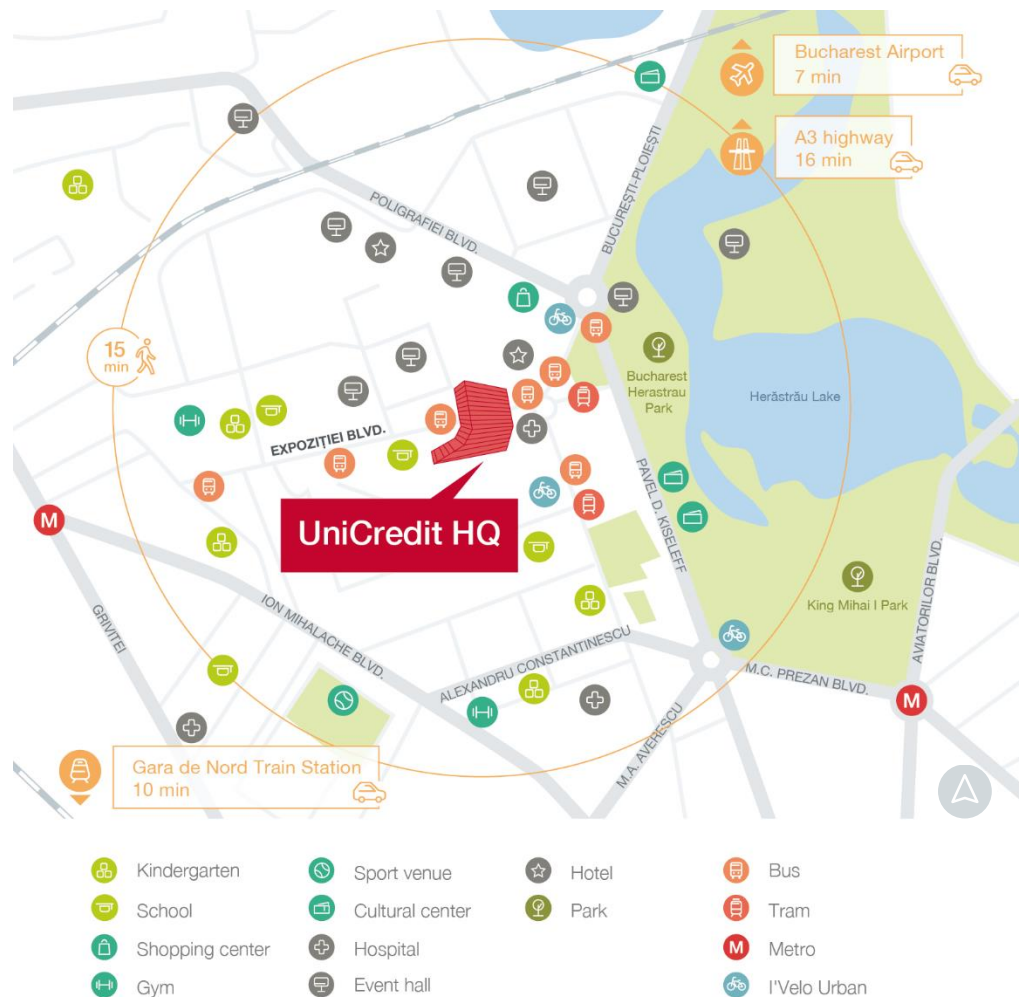 Bucharest Airport
7 min
A3 highway
16 min
BUCUREȘTI-PLOIEȘTI
POLIGRAFIEI BLVD.
15
min
Bucharest
Herastrau
Park
Herăstrău Lake
EXPOZIȚIEI BLVD.
PAVEL D. KISELEFF
UniCredit HQ
M
GRIVIȚEI
ION MIHALACHE BLVD.
ALEXANDRU CONSTANTINESCU
King Mihai I Park
AVIATORILOR BLVD.
M.C. PREZAN BLVD.
M
M.A. AVERESCU
Gara de Nord Train Station
10 min
Kindergarten
Sport venue
Hotel
Bus
School
Cultural center
Park
Tram
Shopping center
Hospital
M
Metro
Gym
Event hall
I'Velo Urban